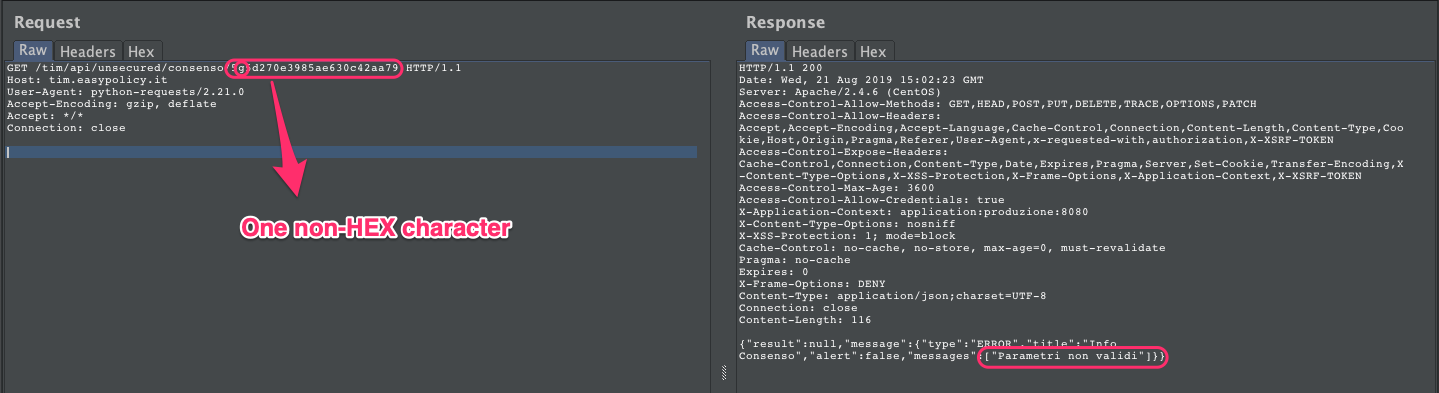 Request
Raw Headers Hex
GET /tim/api/unsecured/consenso/5g5d270e3985ae630c42aa79 HTTP/1.1
Host: tim.easypolicy.it
User-Agent: python-requests/2.21.0
Accept-Encoding: gzip, deflate
Accept: */*
Connection: close
One non-HEX character
Response
Raw Headers Hex
HTTP/1.1 200
Date: Wed, 21 Aug 2019 15:02:23 GMT
Server: Apache/2.4.6 (CentOS)
Access-Control-Allow-Methods: GET,HEAD,POST,PUT,DELETE,TRACE,OPTIONS,PATCH
Access-Control-Allow-Headers:
Accept,Accept-Encoding,Accept-Language,Cache-Control,Connection,Content-Length,Content-Type,Coo
kie,Host,Origin,Pragma,Referer,User-Agent,x-requested-with,authorization,X-XSRF-TOKEN
Access-Control-Expose-Headers:
Cache-Control,Connection,Content-Type,Date,Expires,Pragma,Server,Set-Cookie,Transfer-Encoding,X
-Content-Type-Options,X-XSS-Protection,X-Frame-Options,X-Application-Context,X-XSRF-TOKEN
Access-Control-Max-Age: 3600
Access-Control-Allow-Credentials: true
X-Application-Context: application:produzione:8080
X-Content-Type-Options: nosniff
X-XSS-Protection: 1; mode=block
Cache-Control: no-cache, no-store, max-age=0, must-revalidate
Pragma: no-cache
Expires: 0
X-Frame-Options: DENY
Content-Type: application/json;charset=UTF-8
Connection: close
Content-Length: 116
{"result":null,"message":{"type":"ERROR","title":"Info
Consenso","alert":false,"messages":["Parametri non validi"]}}